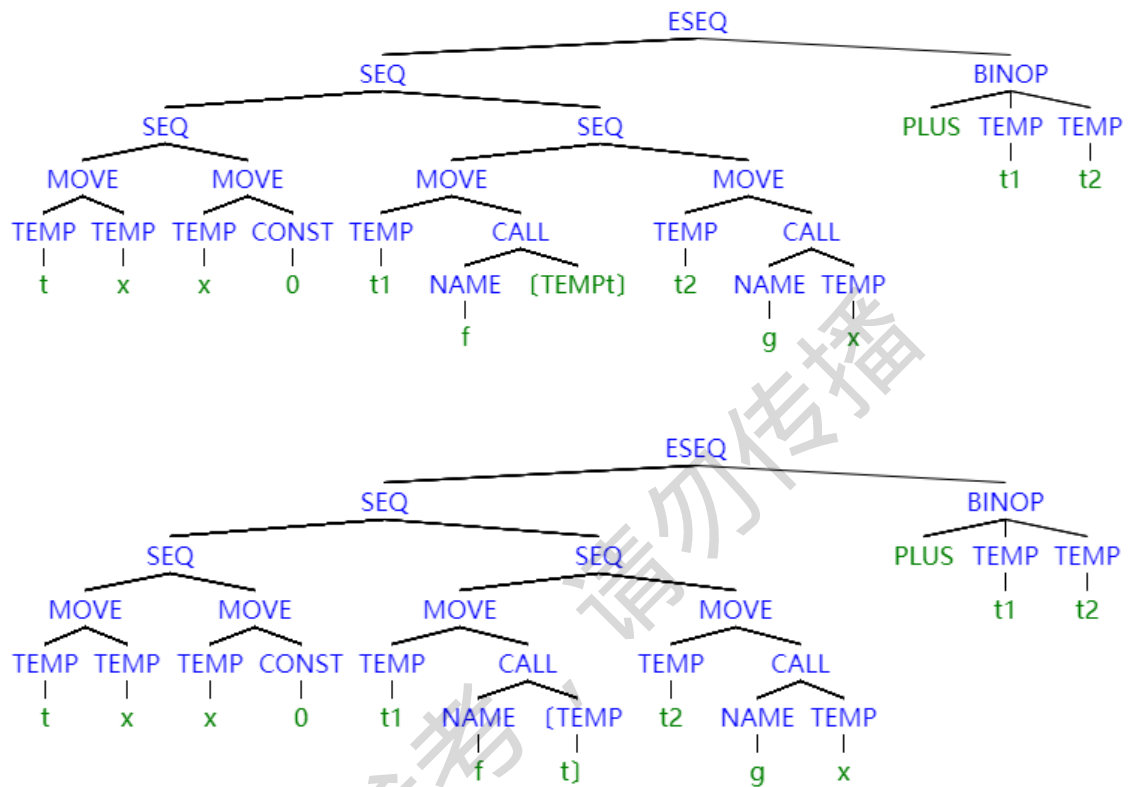 ESEQ
SEQ BINOP
SEQ SEQ PLUS TEMP TEMP
MOVE MOVE MOVE MOVE t1 t2
TEMP TEMP TEMP CONST TEMP CALL TEMP CALL
t x x 0 t1 NAME 〔TEMPt〕 t2 NAME TEMP
f g x
ESEQ
SEQ BINOP
SEQ SEQ PLUS TEMP TEMP
MOVE MOVE MOVE MOVE t1 t2
TEMP TEMP TEMP CONST TEMP CALL TEMP CALL
t x x 0 t1 NAME 〔TEMP t2 NAME TEMP
f t〕 g x
考，请勿传播